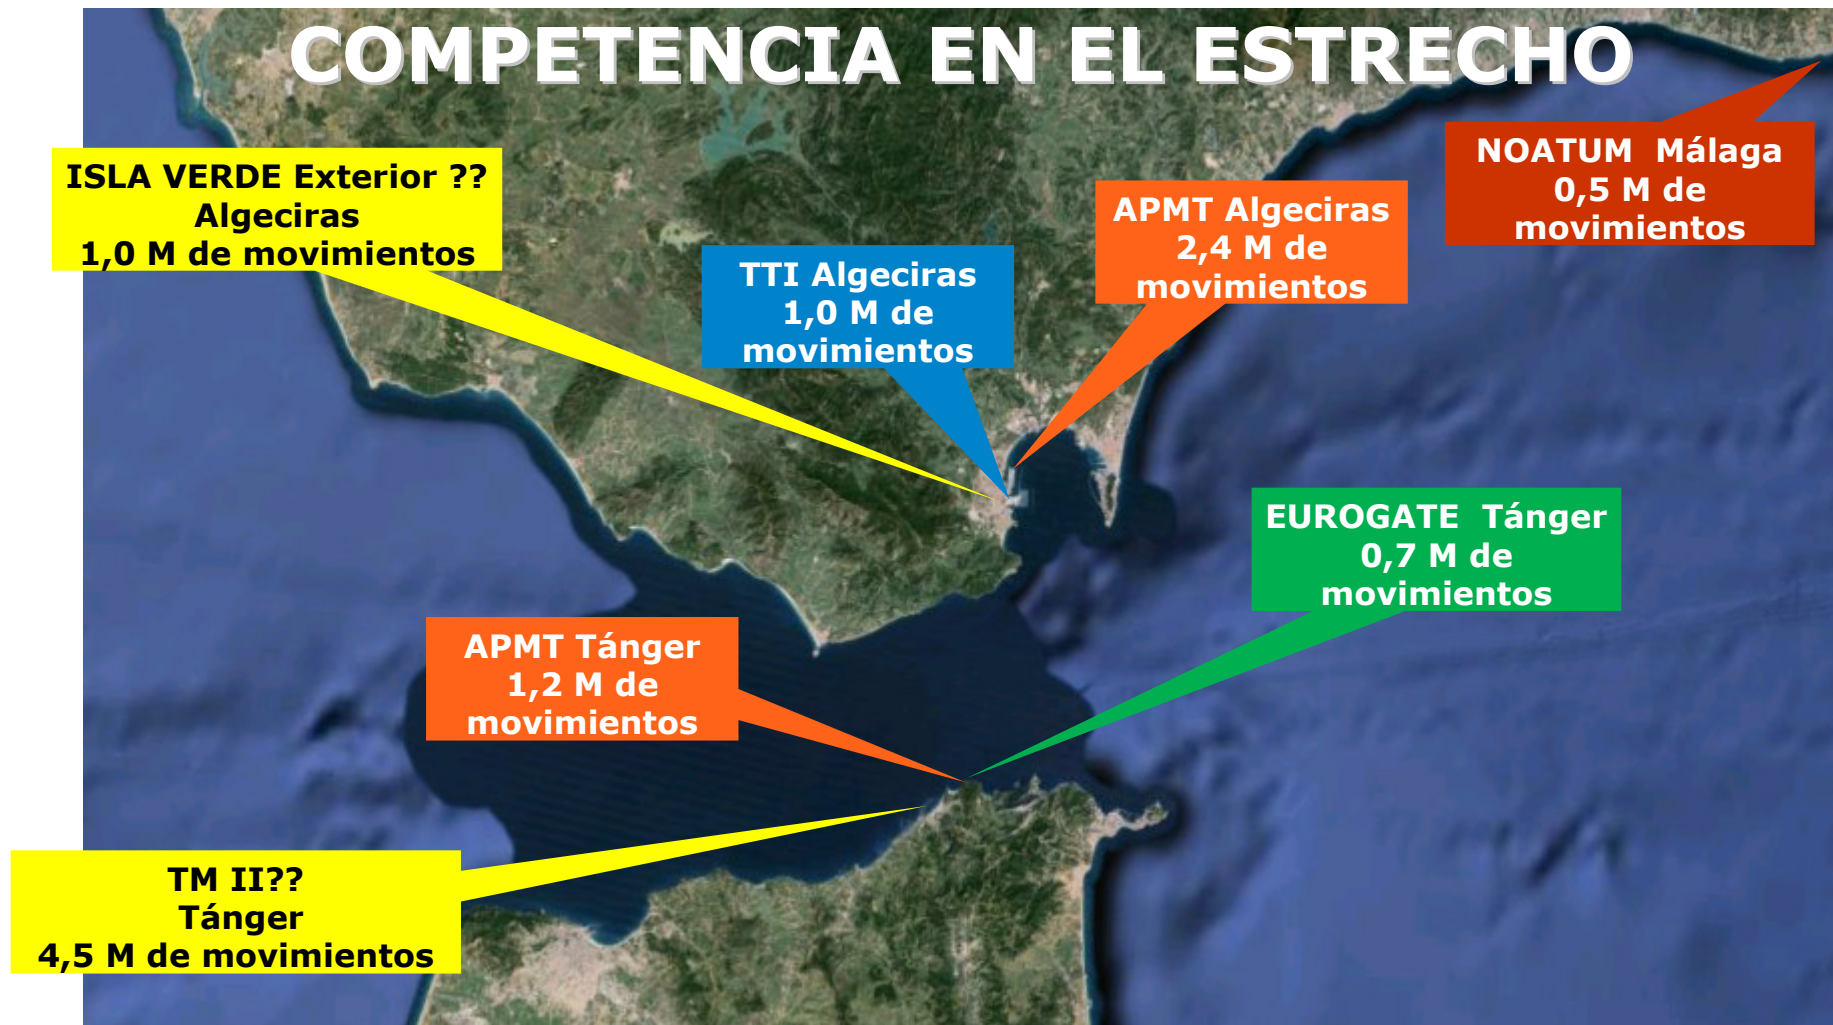 COMPETENCIA EN EL ESTRECHO
ISLA VERDE Exterior ??
Algeciras
1,0 M de movimientos
TTI Algeciras
1,0 M de
movimientos
APMT Algeciras
2,4 M de
movimientos
NOATUM Málaga
0,5 M de
movimientos
EUROGATE Tánger
0,7 M de
movimientos
APMT Tánger
1,2 M de
movimientos
TM II??
Tánger
4,5 M de movimientos